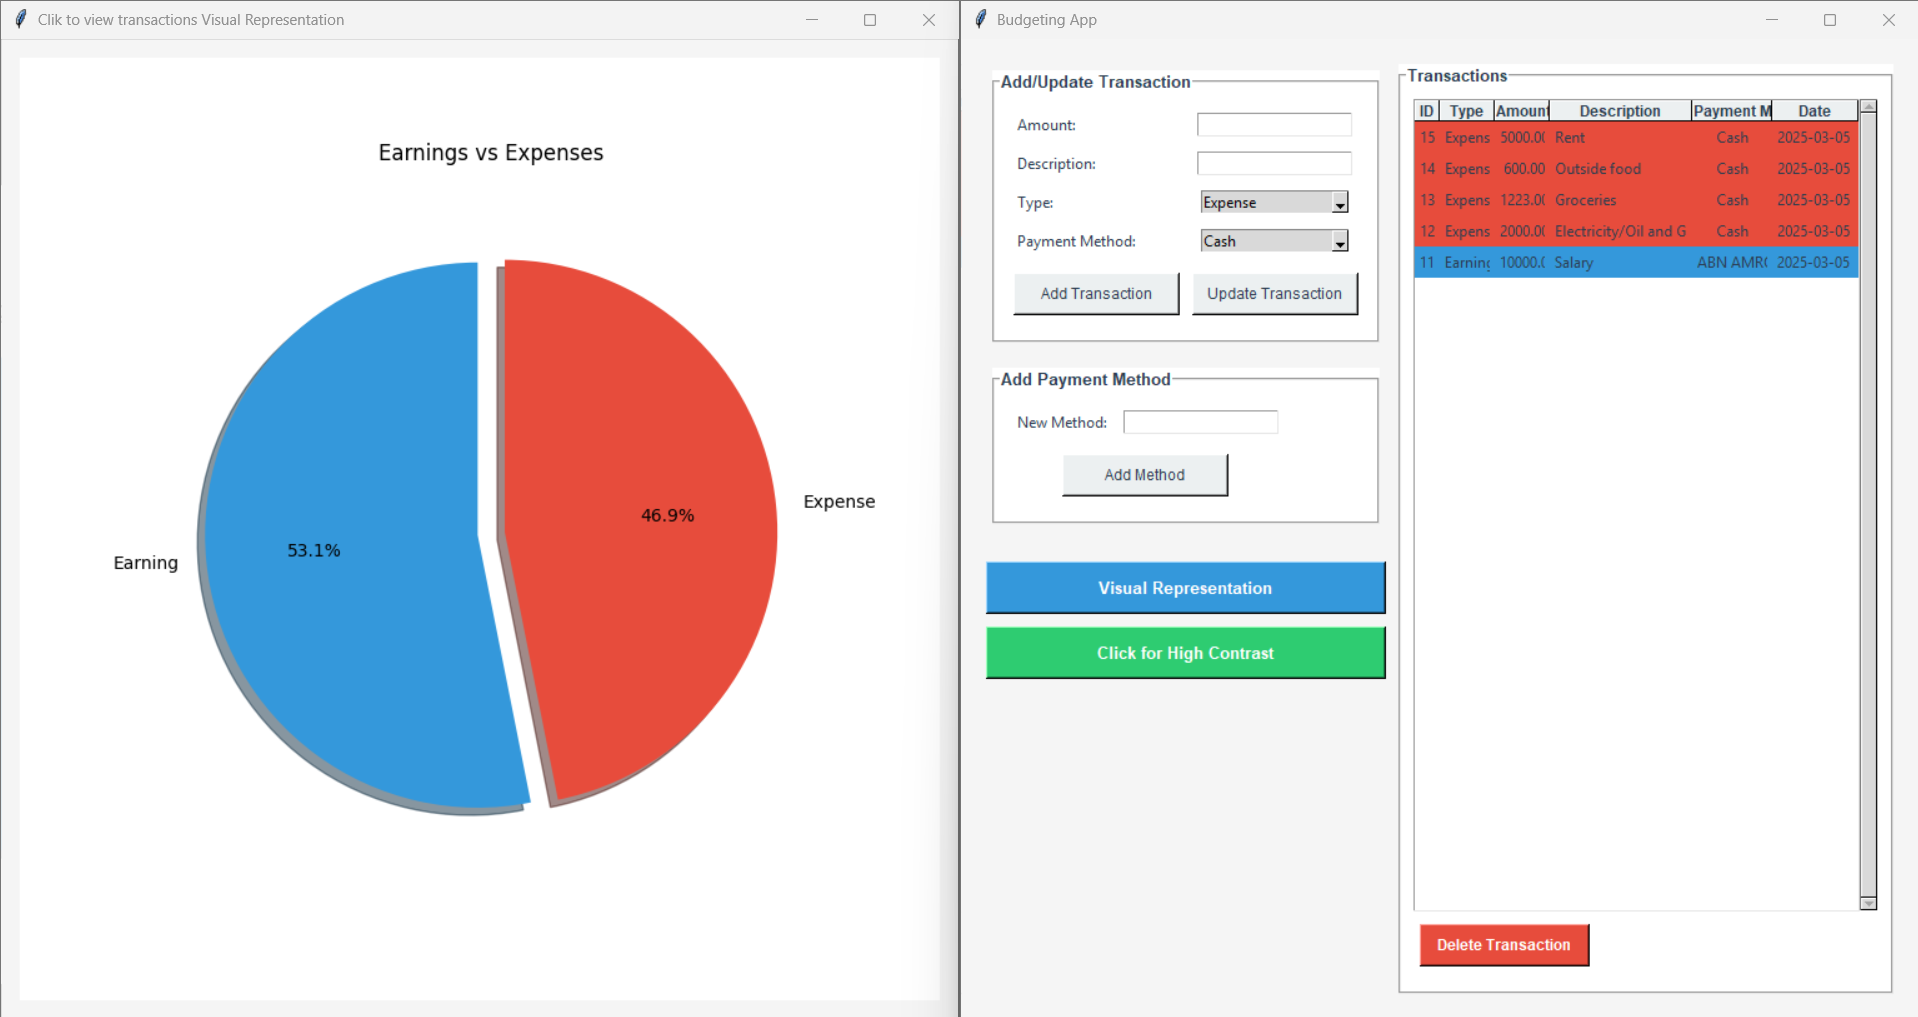 Clik to view transactions Visual Representation
Earnings vs Expenses
Earning
53.1%
46.9%
Expense
Budgeting App
Add/Update Transaction
Amount:
Description:
Type:
Expense
Payment Method:
Cash
Add Transaction
Update Transaction
Add Payment Method
New Method:
Add Method
Visual Representation
Click for High Contrast
Transactions
ID Type Amount Description Payment M Date
15 Expens 5000.0( Rent Cash 2025-03-05
14 Expens 600.00 Outside food Cash 2025-03-05
13 Expens 1223.0( Groceries Cash 2025-03-05
12 Expens 2000.0( Electricity/Oil and G Cash 2025-03-05
11 Earning 10000.( Salary ABN AMR( 2025-03-05
Delete Transaction